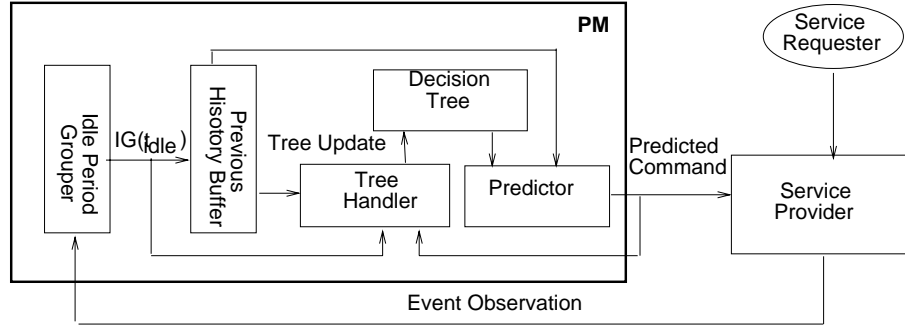 PM
Service
Requester
Idle Period
Grouper
IG(tIdle)
Previous
Hisotory Buffer
Decision
Tree
Tree Update
Tree
Handler
Predictor
Predicted
Command
Service
Provider
Event Observation